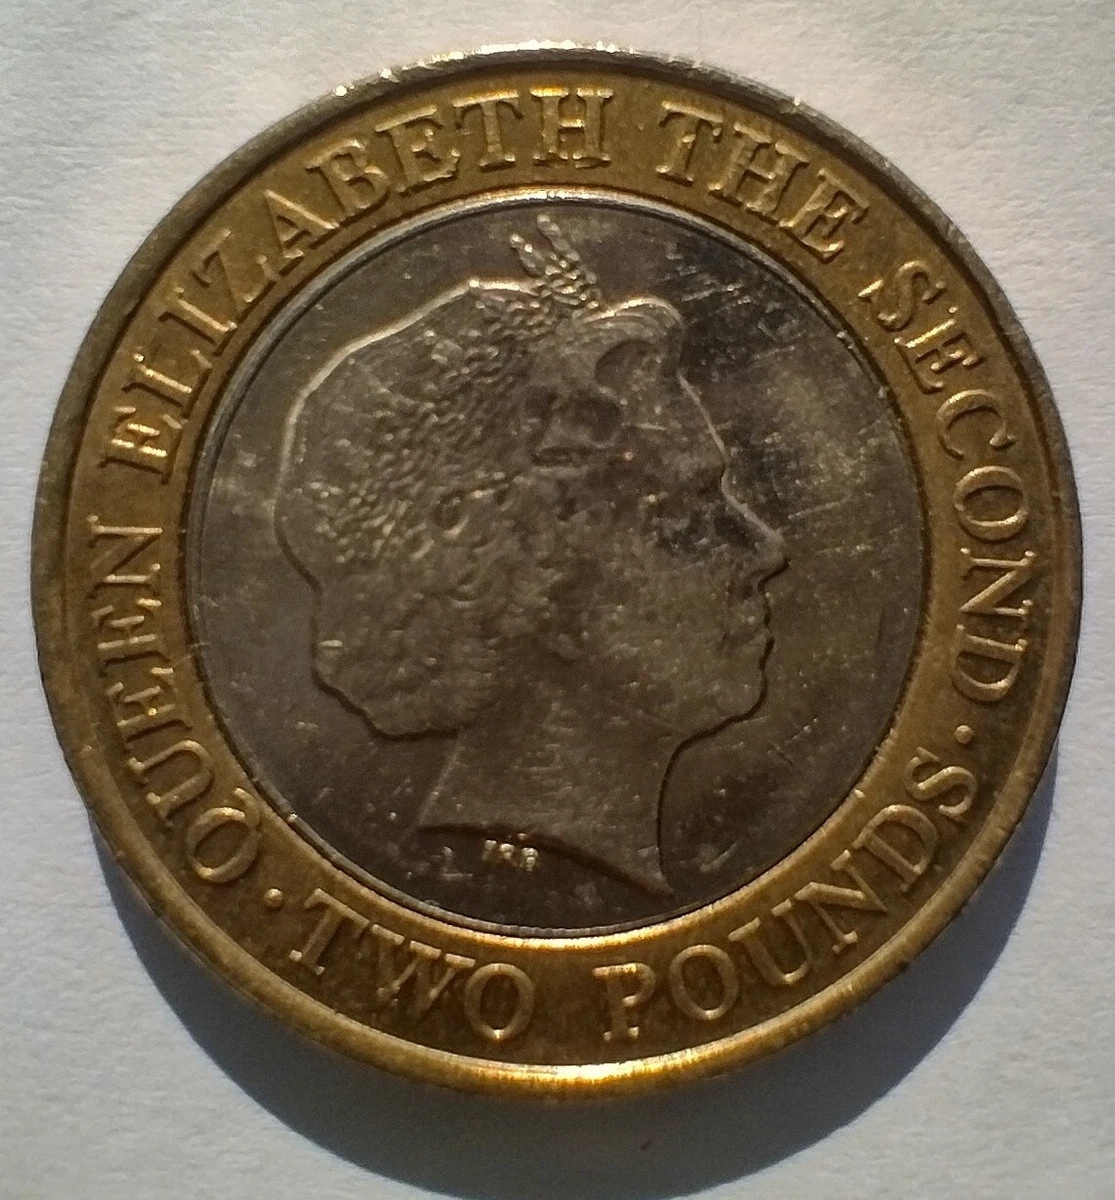 QUEEN ELIZABETH THE SECOND ·
TWO POUNDS ·
IRB